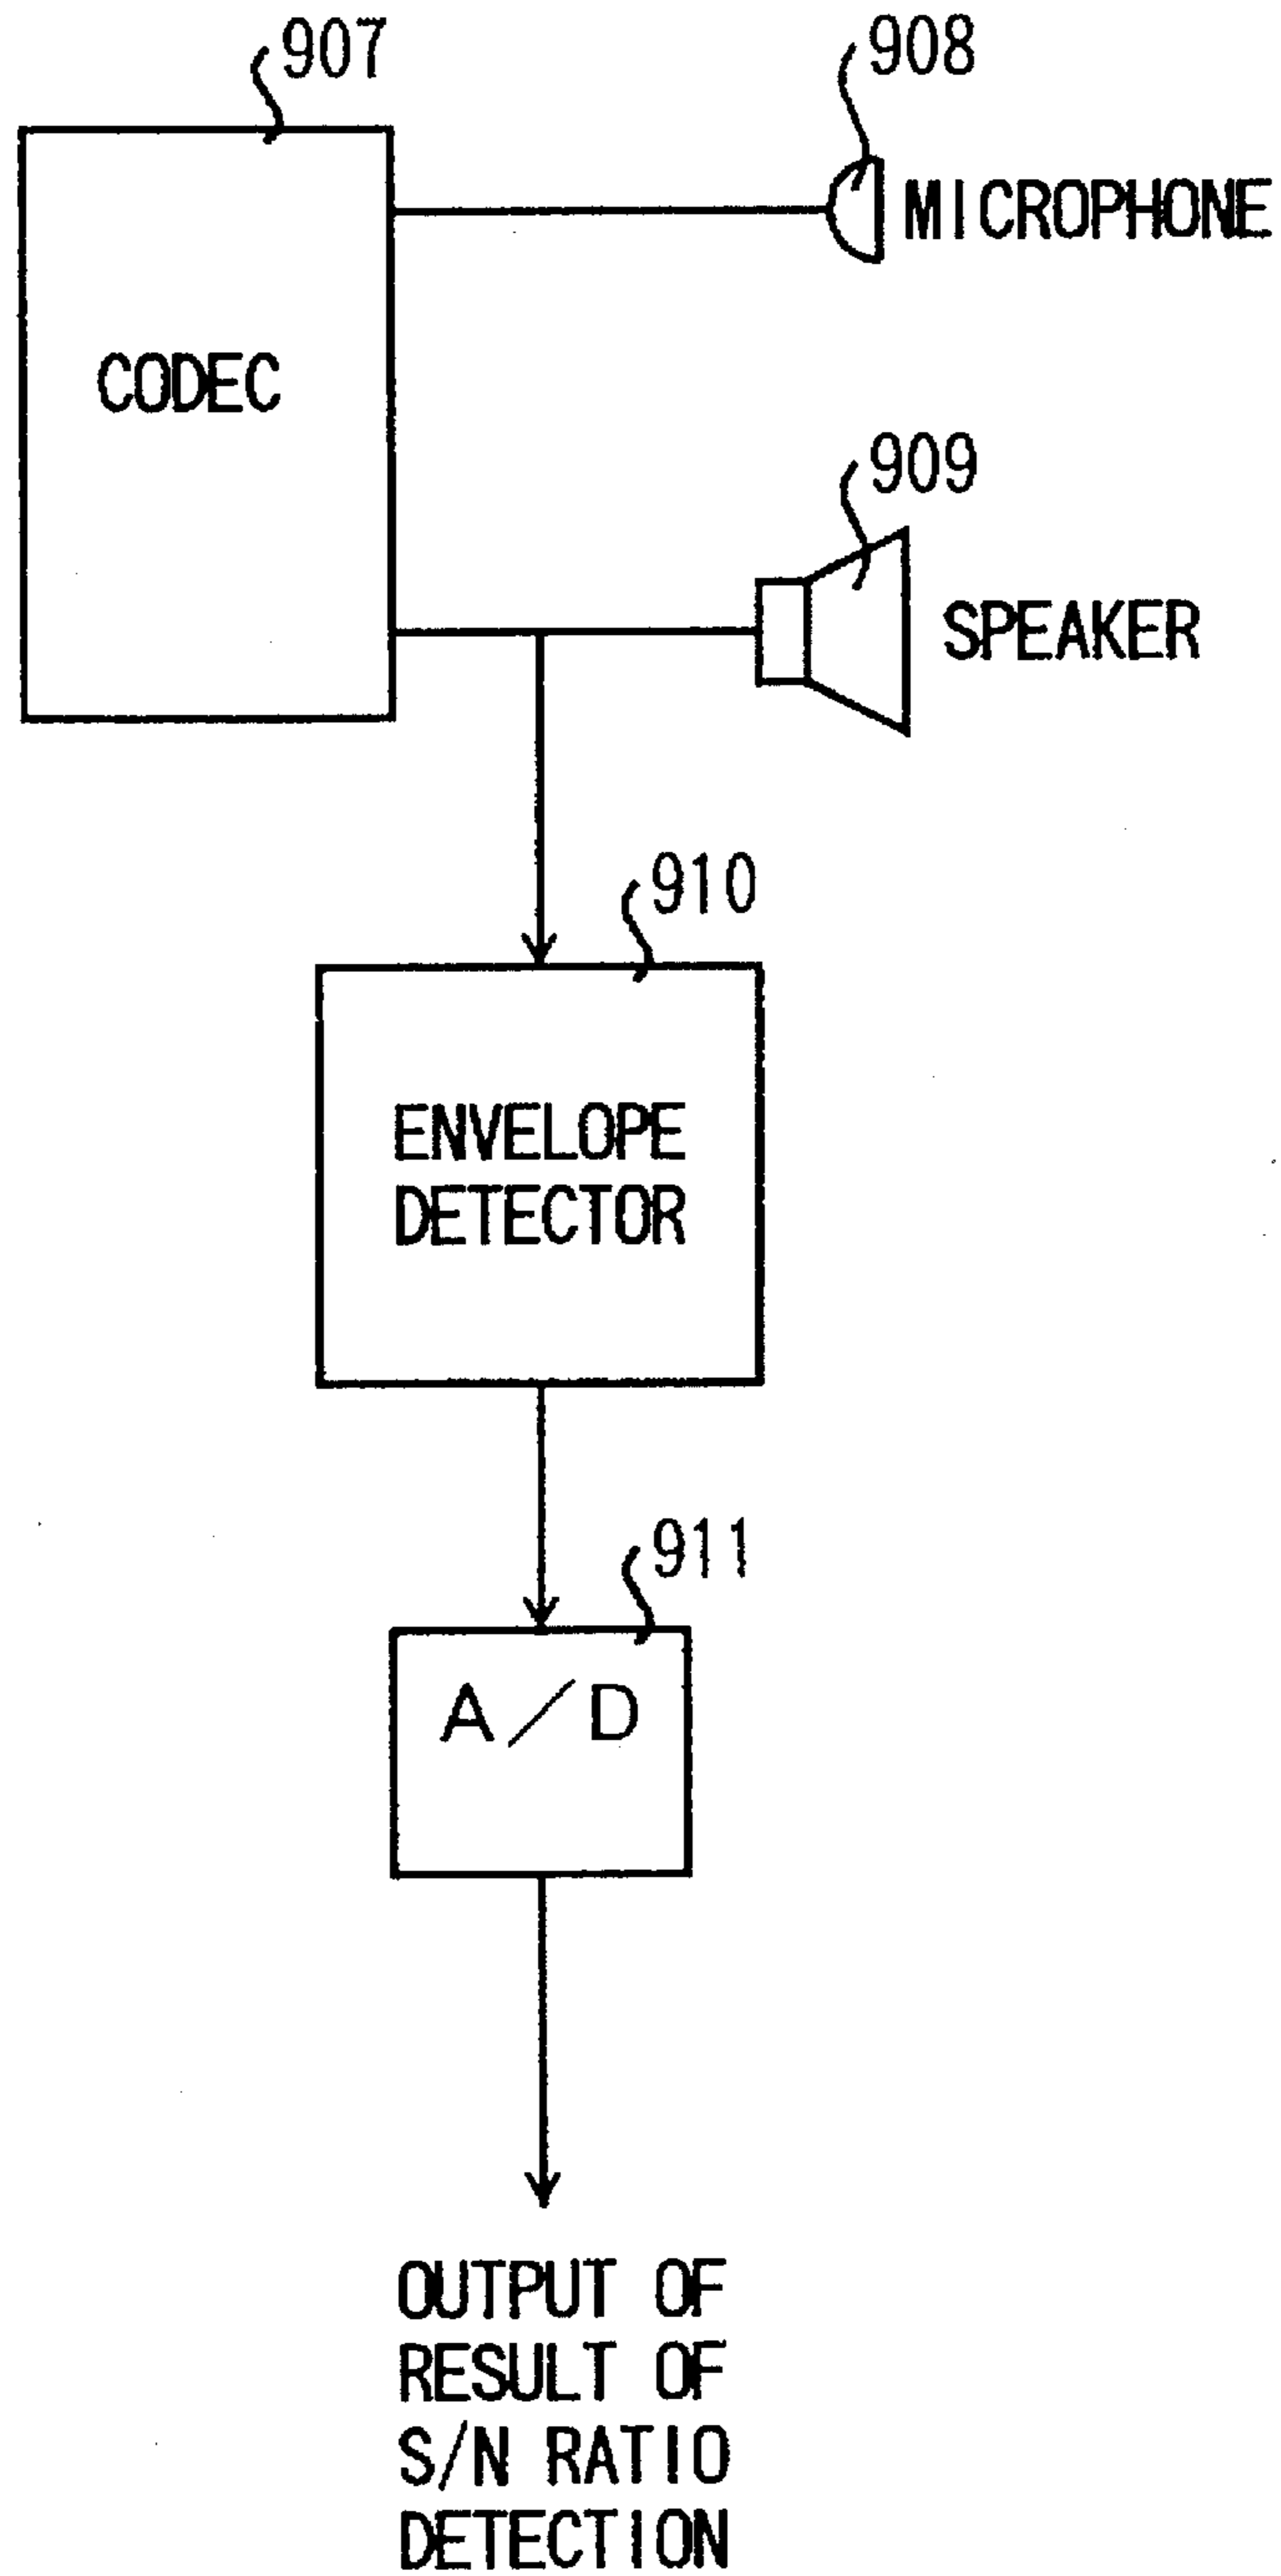 907
908
MICROPHONE
CODEC
909
SPEAKER
910
ENVELOPE
DETECTOR
911
A/D
OUTPUT OF
RESULT OF
S/N RATIO
DETECTION